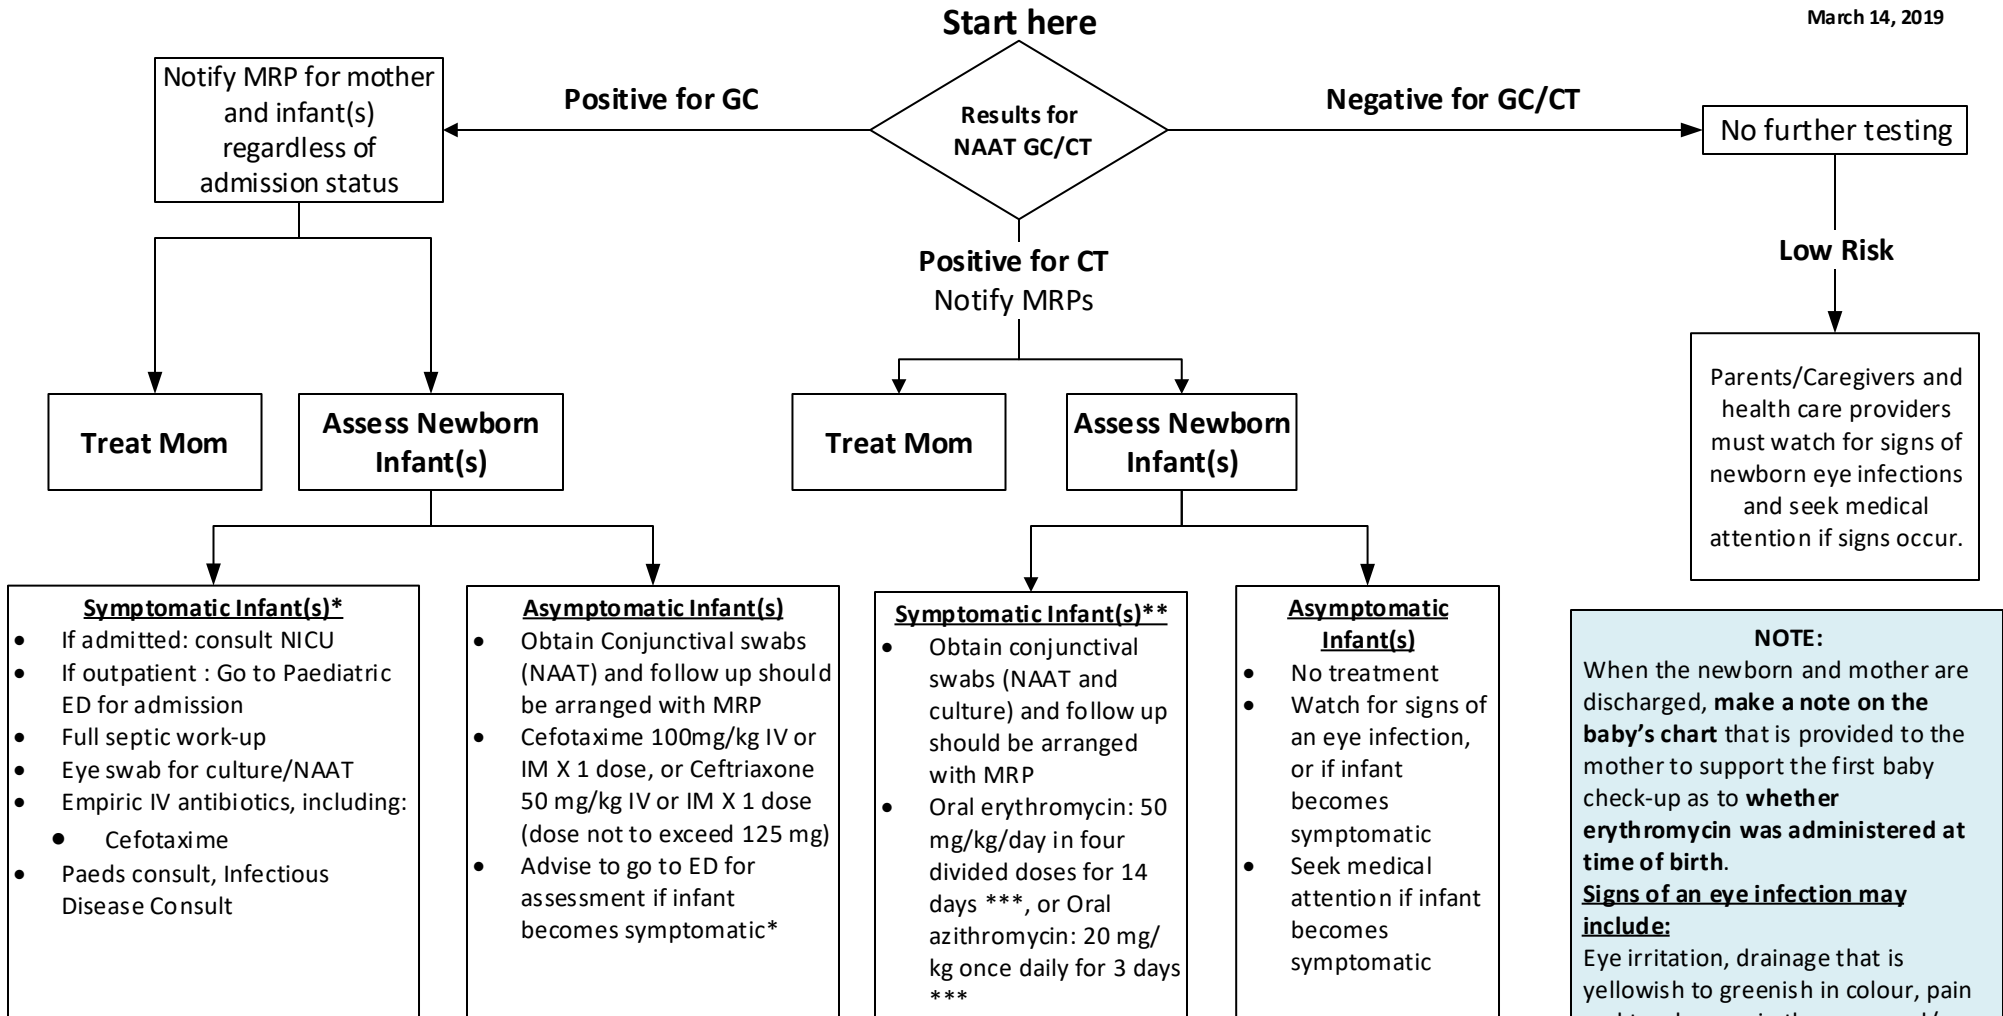 March 14, 2019
Start here
Results for
NAAT GC/CT
Positive for GC
Notify MRP for mother
and infant(s)
regardless of
admission status
Negative for GC/CT
No further testing
Low Risk
Parents/Caregivers and
health care providers
must watch for signs of
newborn eye infections
and seek medical
attention if signs occur.
Positive for CT
Notify MRPs
Treat Mom
Assess Newborn
Infant(s)
Treat Mom
Assess Newborn
Infant(s)
Symptomatic Infant(s)*
• If admitted: consult NICU
• If outpatient : Go to Paediatric
ED for admission
• Full septic work-up
• Eye swab for culture/NAAT
• Empiric IV antibiotics, including:
• Cefotaxime
• Paeds consult, Infectious
Disease Consult
Asymptomatic Infant(s)
• Obtain Conjunctival swabs
(NAAT) and follow up should
be arranged with MRP
• Cefotaxime 100mg/kg IV or
IM X 1 dose, or Ceftriaxone
50 mg/kg IV or IM X 1 dose
(dose not to exceed 125 mg)
• Advise to go to ED for
assessment if infant
becomes symptomatic*
Symptomatic Infant(s)**
• Obtain conjunctival
swabs (NAAT and
culture) and follow up
should be arranged
with MRP
• Oral erythromycin: 50
mg/kg/day in four
divided doses for 14
days ***, or Oral
azithromycin: 20 mg/
kg once daily for 3 days
***
Asymptomatic
Infant(s)
• No treatment
• Watch for signs of
an eye infection,
or if infant
becomes
symptomatic
• Seek medical
attention if infant
becomes
symptomatic
NOTE:
When the newborn and mother are
discharged, make a note on the
baby’s chart that is provided to the
mother to support the first baby
check-up as to whether
erythromycin was administered at
time of birth.
Signs of an eye infection may
include:
Eye irritation, drainage that is
yellowish to greenish in colour, pain